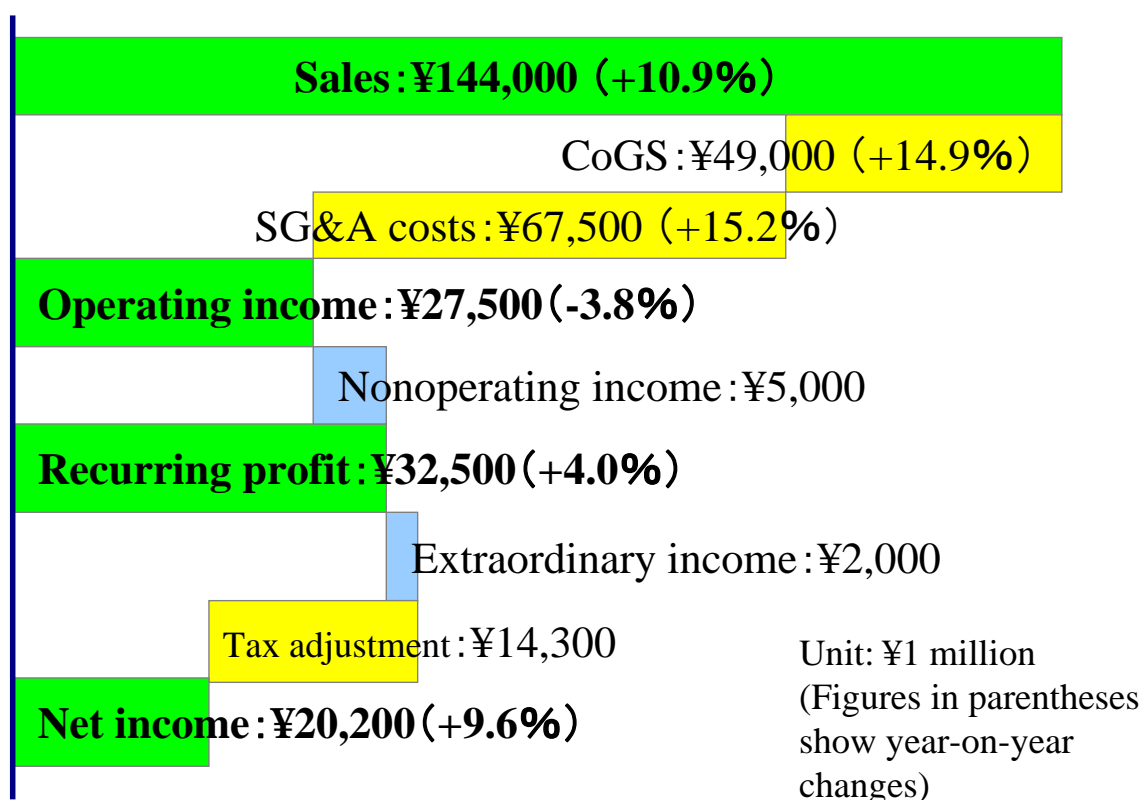 Sales:¥144,000（+10.9%）
CoGS:¥49,000（+14.9%）
SG&A costs:¥67,500（+15.2%）
Operating income:¥27,500（-3.8%）
Nonoperating income:¥5,000
Recurring profit:¥32,500（+4.0%）
Extraordinary income:¥2,000
Tax adjustment:¥14,300
Net income:¥20,200（+9.6%）
Unit: ¥1 million
(Figures in parentheses
show year-on-year
changes)